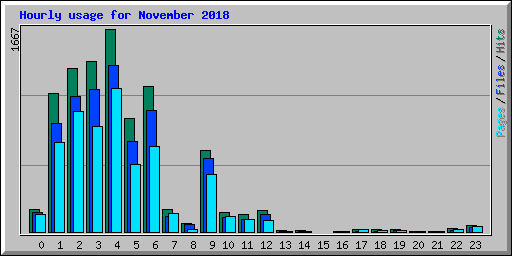 Hourly usage for November 2018
1667
Pages/Files/Hits
0 1 2 3 4 5 6 7 8 9 10 11 12 13 14 15 16 17 18 19 20 21 22 23